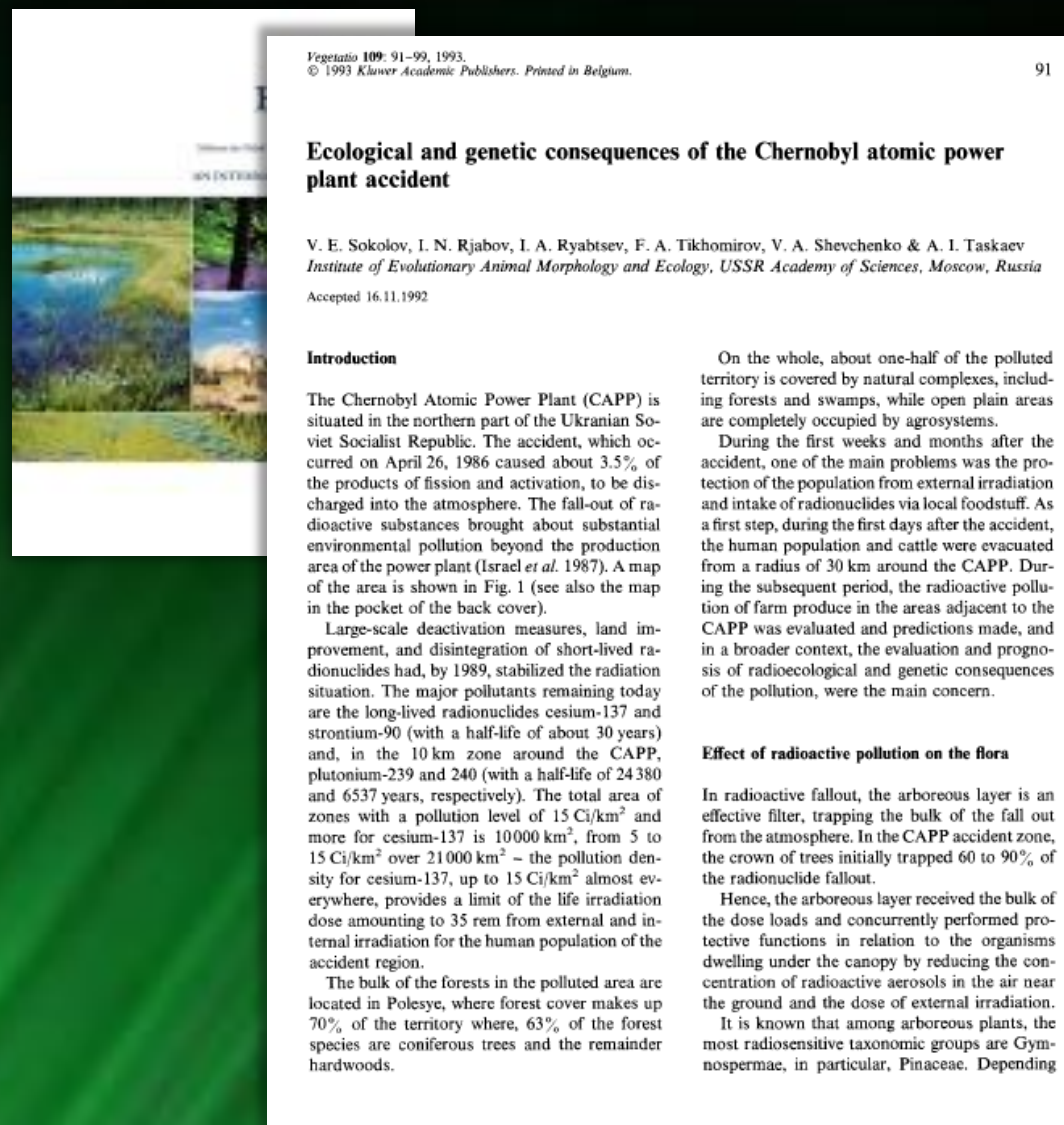 Vegetatio 109: 91–99, 1993.
© 1993 Kluwer Academic Publishers. Printed in Belgium.
91
Ecological and genetic consequences of the Chernobyl atomic power
plant accident
V. E. Sokolov, I. N. Rjabov, I. A. Ryabtsev, F. A. Tikhomirov, V. A. Shevchenko & A. I. Taskaev
Institute of Evolutionary Animal Morphology and Ecology, USSR Academy of Sciences, Moscow, Russia
Accepted 16.11.1992
Introduction
The Chernobyl Atomic Power Plant (CAPP) is
situated in the northern part of the Ukranian So-
viet Socialist Republic. The accident, which oc-
curred on April 26, 1986 caused about 3.5% of
the products of fission and activation, to be dis-
charged into the atmosphere. The fall-out of ra-
dioactive substances brought about substantial
environmental pollution beyond the production
area of the power plant (Israel et al. 1987). A map
of the area is shown in Fig. 1 (see also the map
in the pocket of the back cover).
Large-scale deactivation measures, land im-
provement, and disintegration of short-lived ra-
dionuclides had, by 1989, stabilized the radiation
situation. The major pollutants remaining today
are the long-lived radionuclides cesium-137 and
strontium-90 (with a half-life of about 30 years)
and, in the 10 km zone around the CAPP,
plutonium-239 and 240 (with a half-life of 24 380
and 6537 years, respectively). The total area of
zones with a pollution level of 15 Ci/km² and
more for cesium-137 is 10 000 km², from 5 to
15 Ci/km² over 21 000 km² – the pollution den-
sity for cesium-137, up to 15 Ci/km² almost ev-
erywhere, provides a limit of the life irradiation
dose amounting to 35 rem from external and in-
ternal irradiation for the human population of the
accident region.
The bulk of the forests in the polluted area are
located in Polesye, where forest cover makes up
70% of the territory where, 63% of the forest
species are coniferous trees and the remainder
hardwoods.
On the whole, about one-half of the polluted
territory is covered by natural complexes, includ-
ing forests and swamps, while open plain areas
are completely occupied by agrosystems.
During the first weeks and months after the
accident, one of the main problems was the pro-
tection of the population from external irradiation
and intake of radionuclides via local foodstuff. As
a first step, during the first days after the accident,
the human population and cattle were evacuated
from a radius of 30 km around the CAPP. Dur-
ing the subsequent period, the radioactive pollu-
tion of farm produce in the areas adjacent to the
CAPP was evaluated and predictions made, and
in a broader context, the evaluation and progno-
sis of radioecological and genetic consequences
of the pollution, were the main concern.
Effect of radioactive pollution on the flora
In radioactive fallout, the arboreous layer is an
effective filter, trapping the bulk of the fall out
from the atmosphere. In the CAPP accident zone,
the crown of trees initially trapped 60 to 90% of
the radionuclide fallout.
Hence, the arboreous layer received the bulk of
the dose loads and concurrently performed pro-
tective functions in relation to the organisms
dwelling under the canopy by reducing the con-
centration of radioactive aerosols in the air near
the ground and the dose of external irradiation.
It is known that among arboreous plants, the
most radiosensitive taxonomic groups are Gym-
nospermae, in particular, Pinaceae. Depending